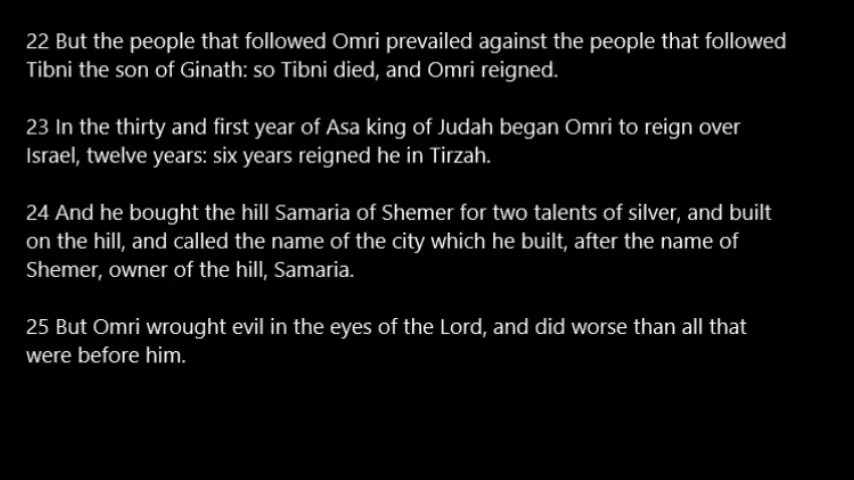 22 But the people that followed Omri prevailed against the people that followed
Tibni the son of Ginath: so Tibni died, and Omri reigned.
23 In the thirty and first year of Asa king of Judah began Omri to reign over
Israel, twelve years: six years reigned he in Tirzah.
24 And he bought the hill Samaria of Shemer for two talents of silver, and built
on the hill, and called the name of the city which he built, after the name of
Shemer, owner of the hill, Samaria.
25 But Omri wrought evil in the eyes of the Lord, and did worse than all that
were before him.